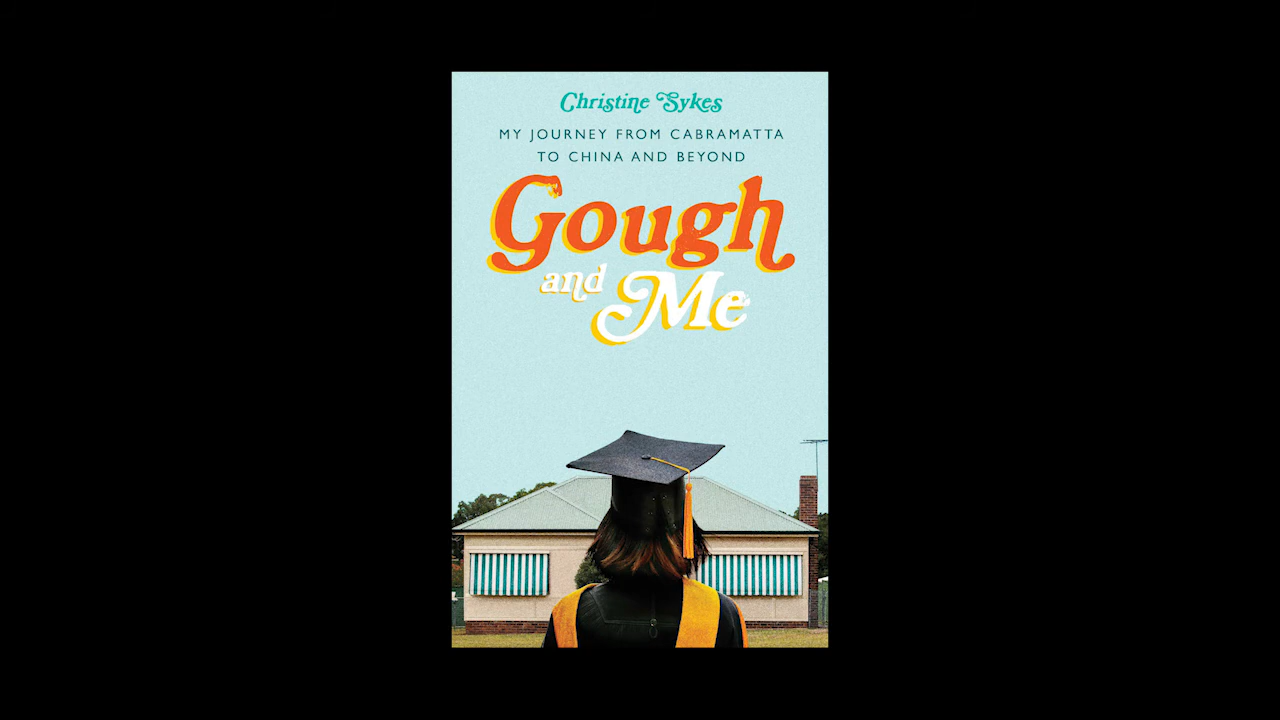 Christine Sykes
MY JOURNEY FROM CABRAMATTA
TO CHINA AND BEYOND
Gough
and Me